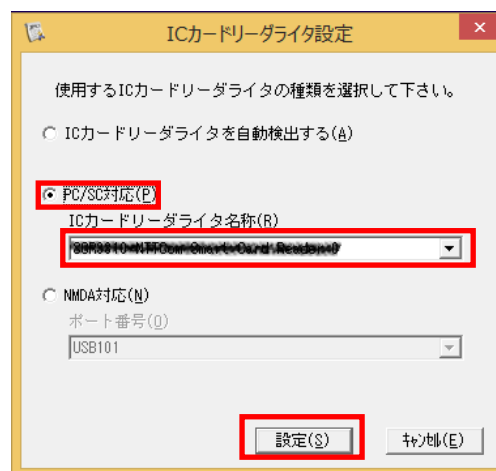 ICカードリーダライタ設定
使用するICカードリーダライタの種類を選択して下さい。
ICカードリーダライタを自動検出する(A)
PC/SC対応(P)
ICカードリーダライタ名称(R)
NMDA対応(N)
ポート番号(O)
USB101
設定(S)
ｷｬﾝｾﾙ(E)